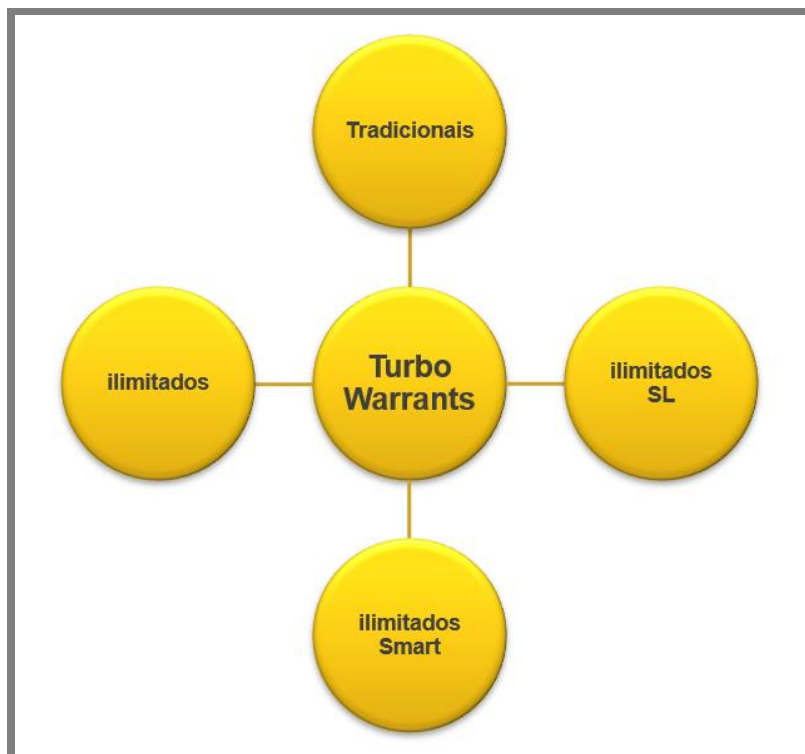 Tradicionais
ilimitados
Turbo
Warrants
ilimitados
SL
ilimitados
Smart